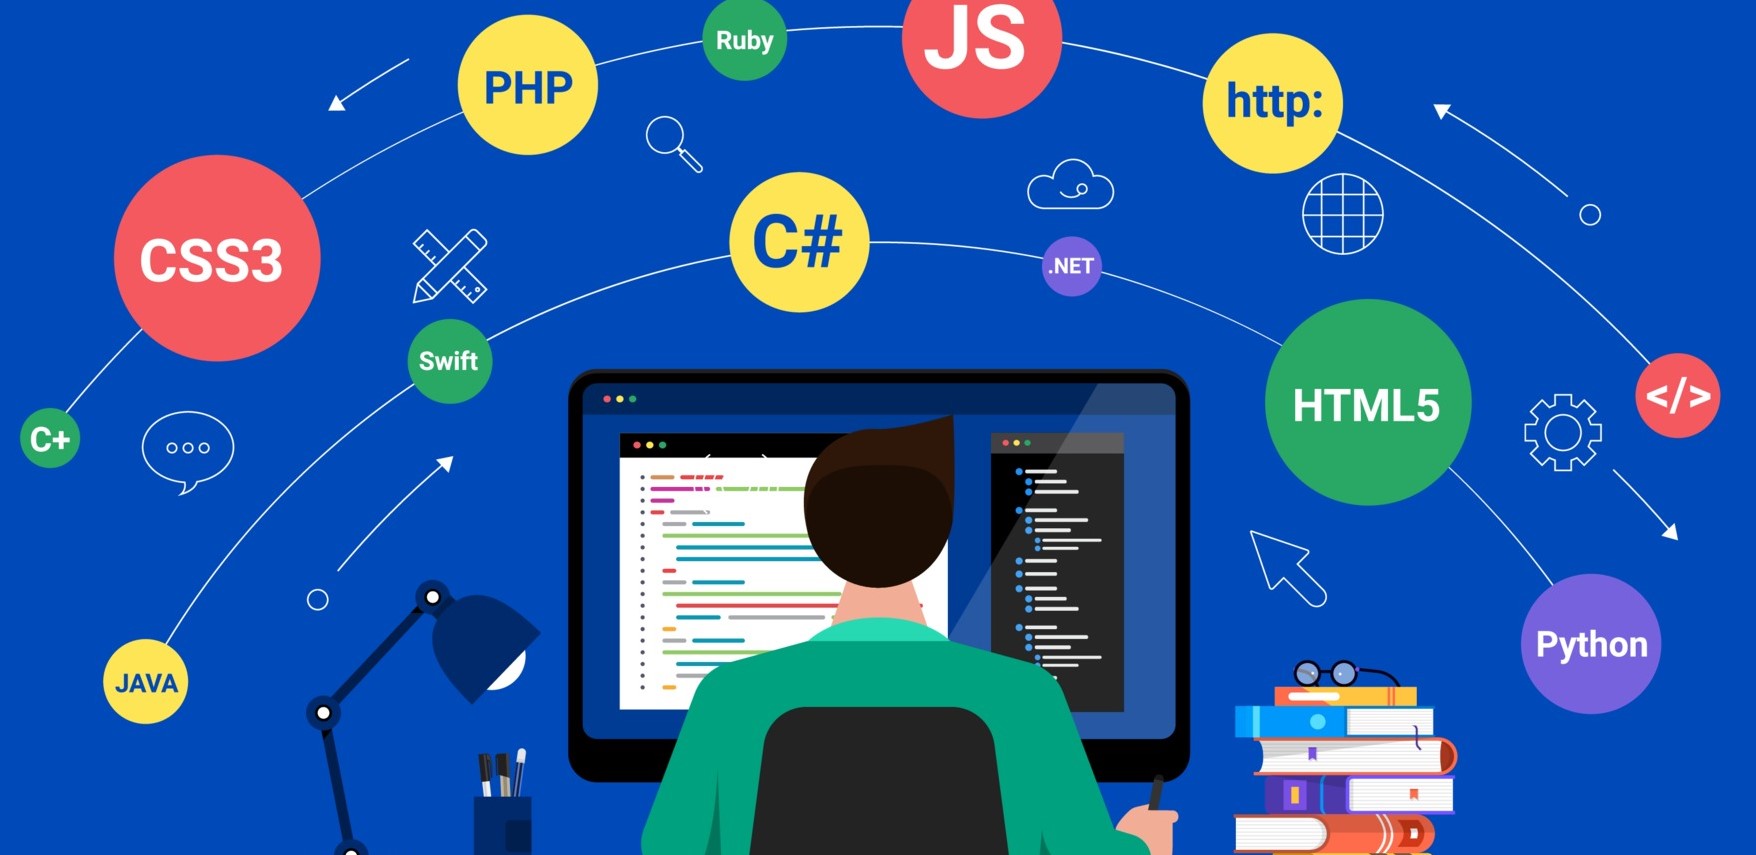 JS
Ruby
PHP
http:
CSS3
C#
.NET
Swift
HTML5
</>
C+
Python
JAVA